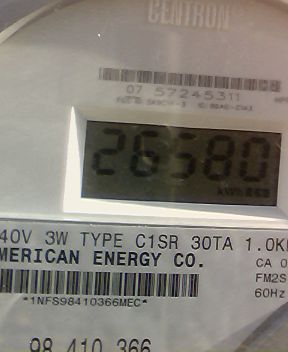 CENTRON
07 57245311
26580
kWh
40V 3W TYPE C1SR 30TA 1.0K
MERICAN ENERGY CO.
CA 0
FM2S
60Hz
*1NFS98410366MEC*
98 410 366